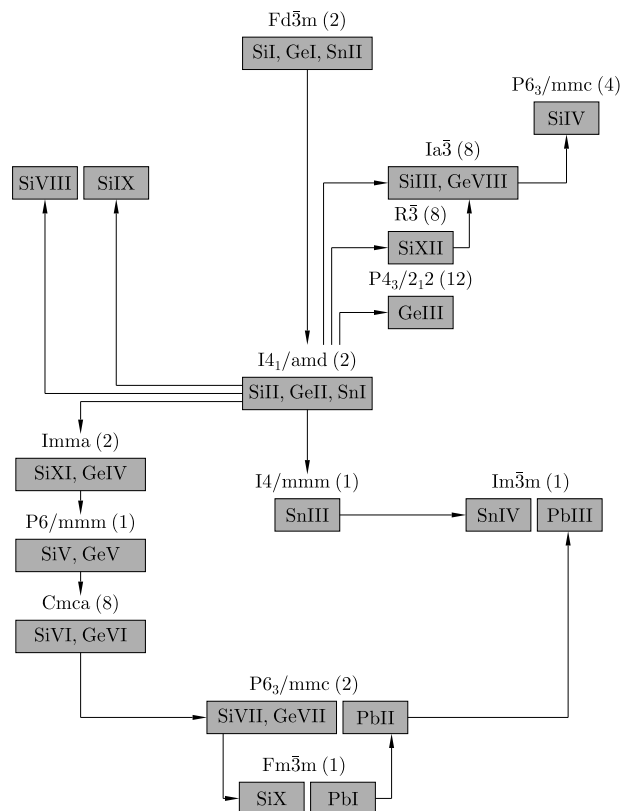 Fd3̄m (2)
SiI, GeI, SnII
P6₃/mmc (4)
SiIV
Ia3̄ (8)
SiIII, GeVIII
SiVIII
SiIX
R3̄ (8)
SiXII
P4₃/2₁2 (12)
GeIII
I4₁/amd (2)
SiII, GeII, SnI
Imma (2)
SiXI, GeIV
I4/mmm (1)
SnIII
Im3̄m (1)
SnIV
PbIII
P6/mmm (1)
SiV, GeV
Cmca (8)
SiVI, GeVI
P6₃/mmc (2)
SiVII, GeVII
PbII
Fm3̄m (1)
SiX
PbI